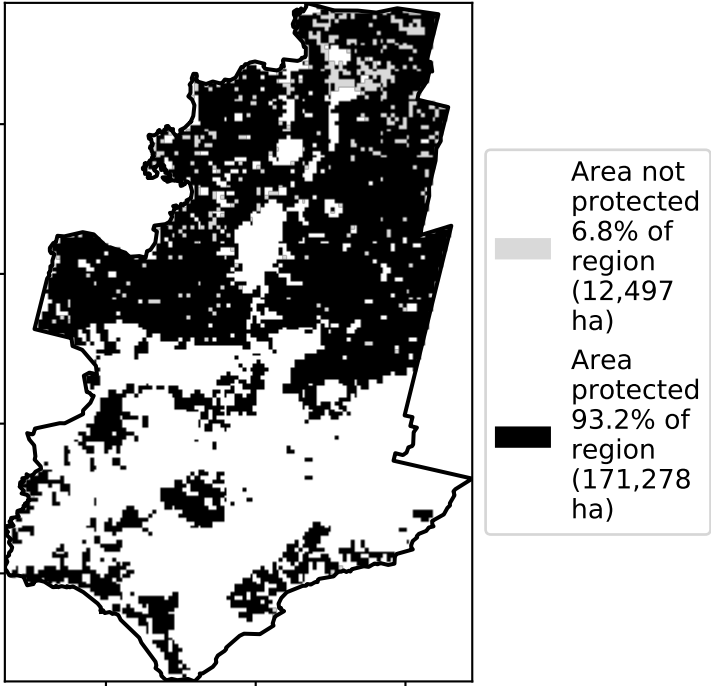 Area not
protected
6.8% of
region
(12,497
ha)
Area
protected
93.2% of
region
(171,278
ha)